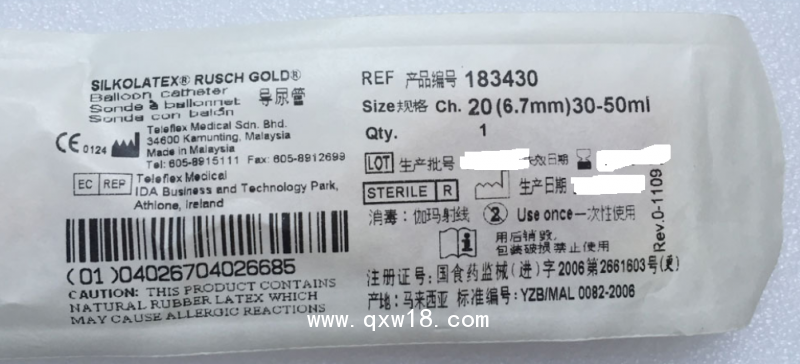 SILKOLATEX® RUSCH GOLD®
Balloon catheter
Sonde à ballonnet 导尿管
Sonda con balón
CE 0124
Teleflex Medical Sdn. Bhd.
34600 Kamunting, Malaysia
Made in Malaysia
Tel: 605-8915111 Fax: 605-8912699
EC REP
Teleflex Medical
IDA Business and Technology Park,
Athlone, Ireland
(01)04026704026685
CAUTION: THIS PRODUCT CONTAINS
NATURAL RUBBER LATEX WHICH
MAY CAUSE ALLERGIC REACTIONS
REF 产品编号 183430
Size规格 Ch. 20(6.7mm)30-50ml
Qty. 1
LOT 生产批号 失效日期
STERILE R 生产日期
消毒：伽玛射线 2 Use once一次性使用
用后销毁，
包装破损禁止使用
注册证号：国食药监械（进）字2006第2661603号(更)
产地：马来西亚 标准编号：YZB/MAL 0082-2006
Rev.0-1109
www.qxw18.com